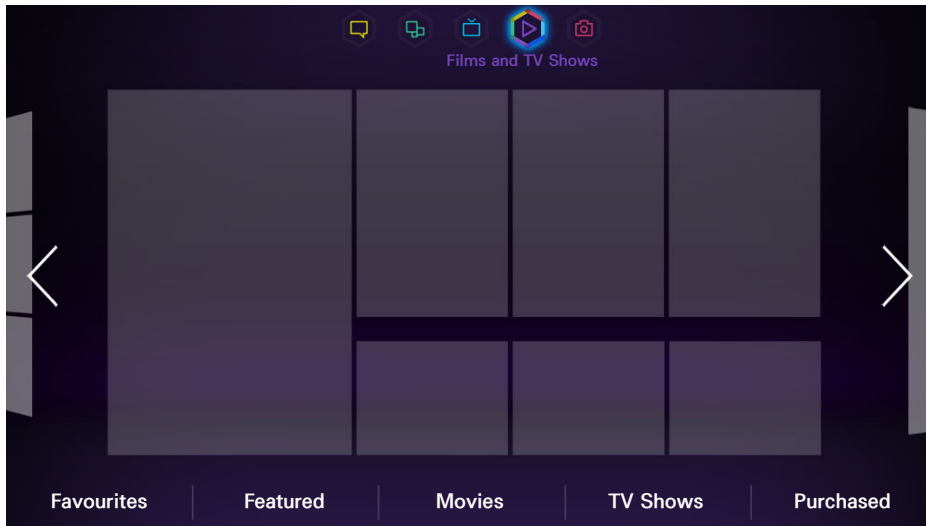 Films and TV Shows
Favourites
Featured
Movies
TV Shows
Purchased